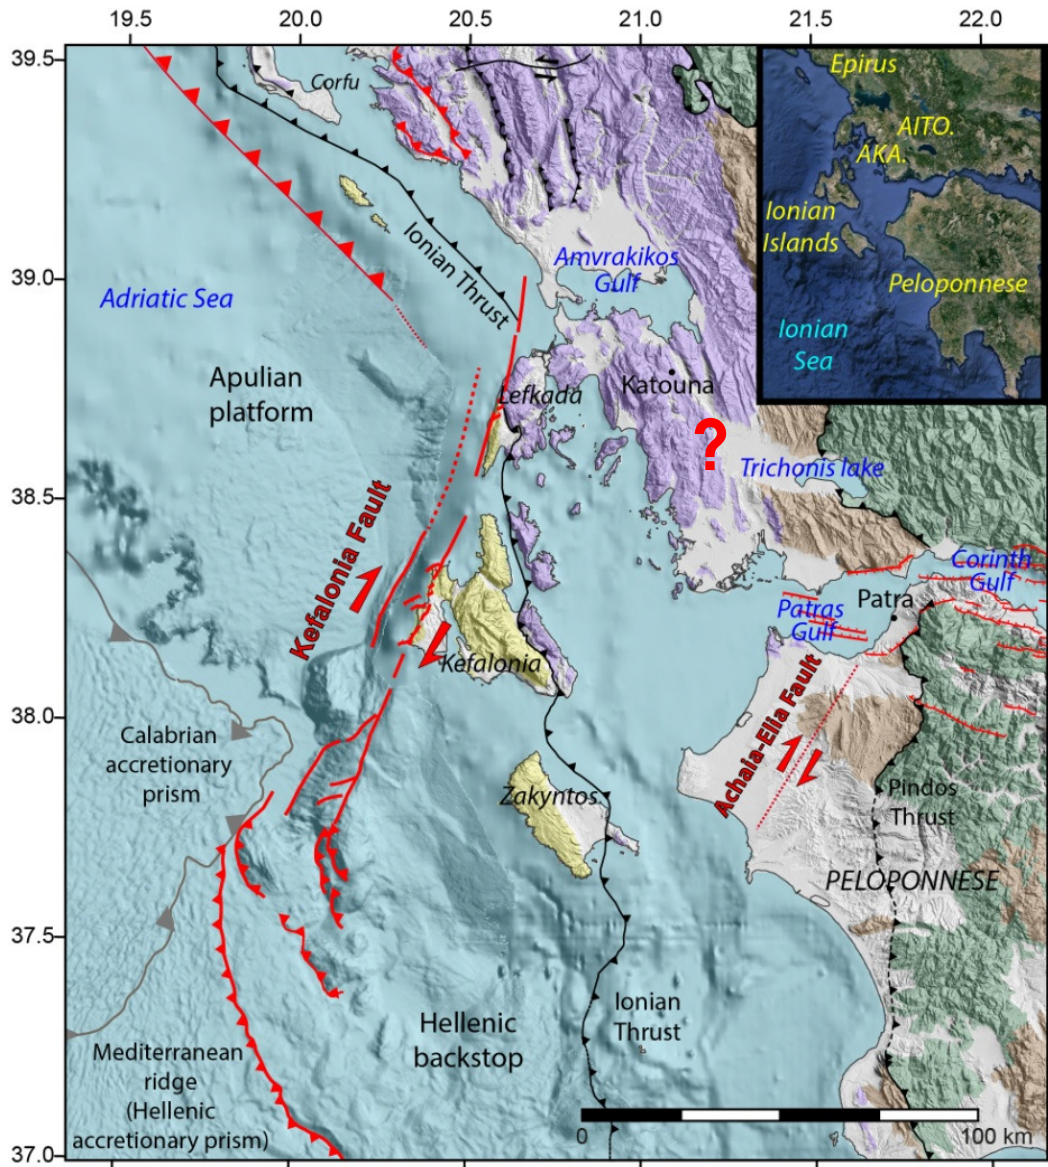 19.5
20.0
20.5
21.0
21.5
22.0
39.5
39.0
38.5
38.0
37.5
37.0
Corfu
Ionian Thrust
Amvrakikos
Gulf
Adriatic Sea
Apulian
platform
Lefkada
Katouna
?
Trichonis lake
Kefalonia Fault
Kefalonia
Corinth
Gulf
Patra
Patras
Gulf
Achaia-Elia Fault
Calabrian
accretionary
prism
Zakyntos
Pindos
Thrust
PELOPONNESE
Ionian
Thrust
Hellenic
backstop
Mediterranean
ridge
(Hellenic
accretionary prism)
0
100 km
Epirus
AITO.
AKA.
Ionian
Islands
Peloponnese
Ionian
Sea